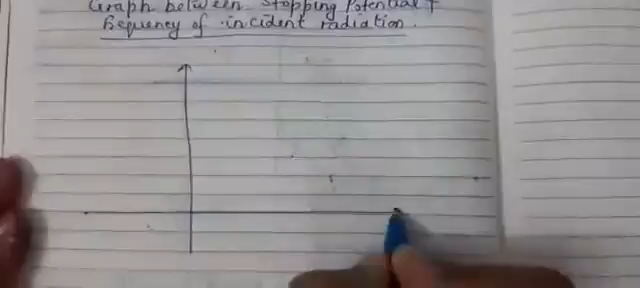 Graph between Stopping Potential +
frequency of incident radiation.